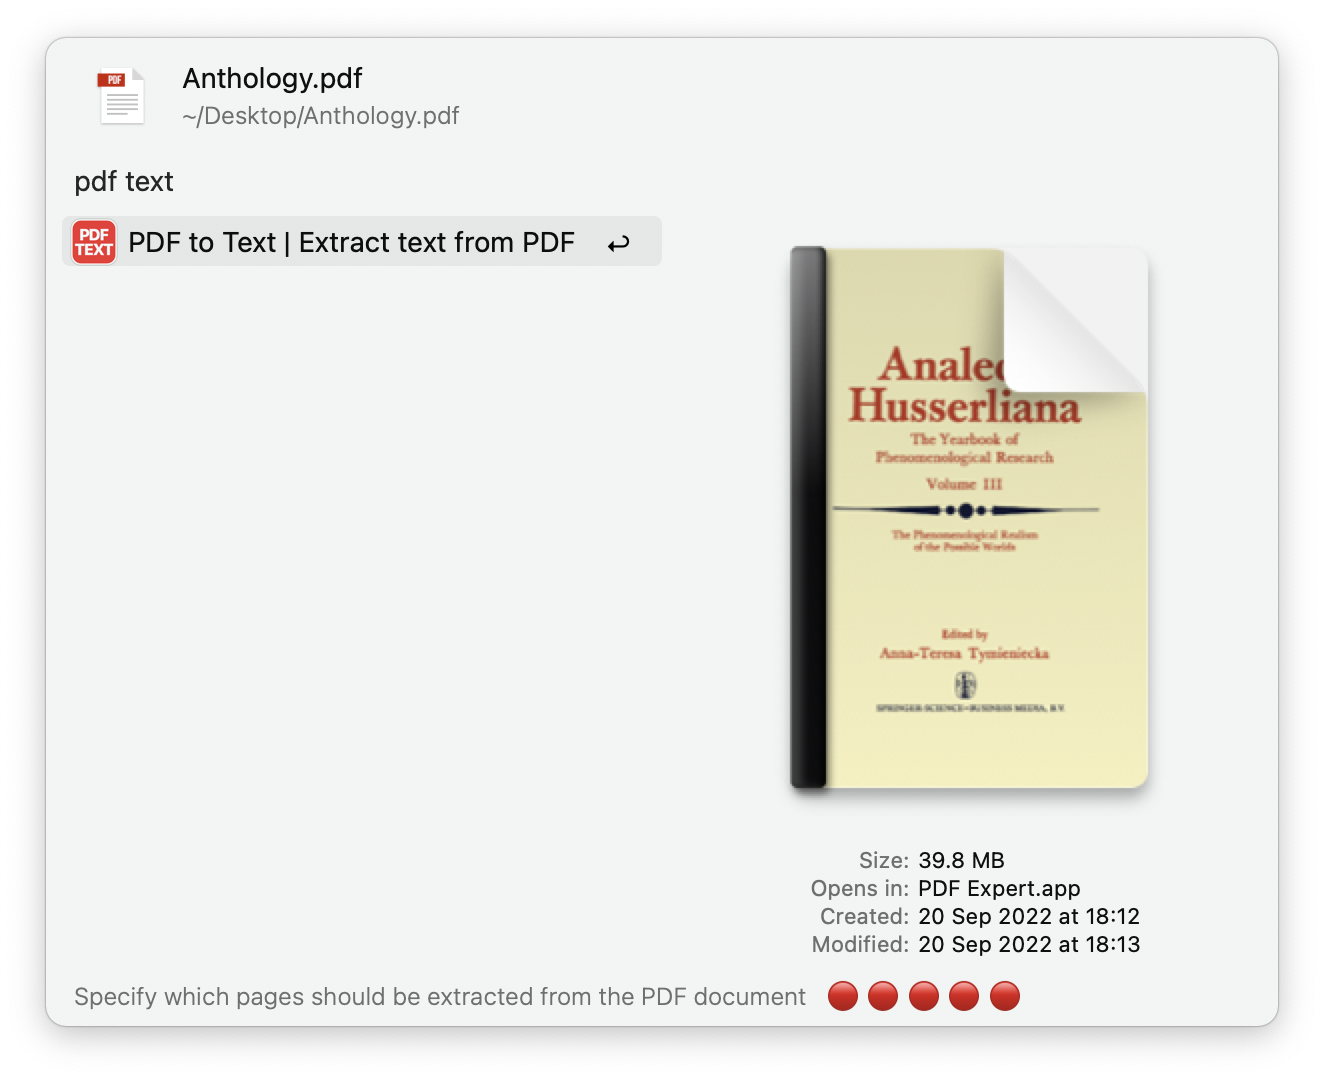 PDF
Anthology.pdf
~/Desktop/Anthology.pdf
pdf text
PDF
TEXT
PDF to Text | Extract text from PDF
Husserliana
The Yearbook of
Phenomenological Research
Volume III
The Phenomenological Realism
of the Possible Worlds
Edited by
Anna-Teresa Tymieniecka
SPRINGER-SCIENCE+BUSINESS MEDIA, B.V.
Size: 39.8 MB
Opens in: PDF Expert.app
Created: 20 Sep 2022 at 18:12
Modified: 20 Sep 2022 at 18:13
Specify which pages should be extracted from the PDF document